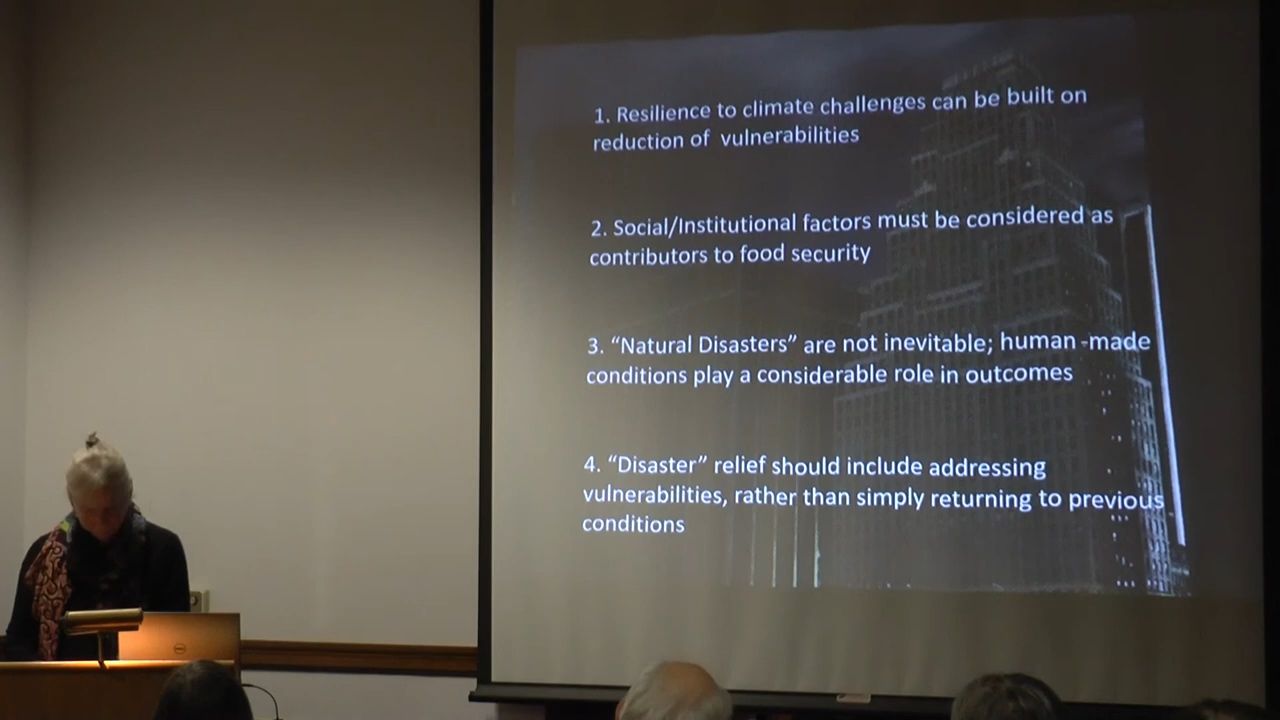 1. Resilience to climate challenges can be built on
reduction of vulnerabilities
2. Social/Institutional factors must be considered as
contributors to food security
3. “Natural Disasters” are not inevitable; human-made
conditions play a considerable role in outcomes
4. “Disaster” relief should include addressing
vulnerabilities, rather than simply returning to previous
conditions